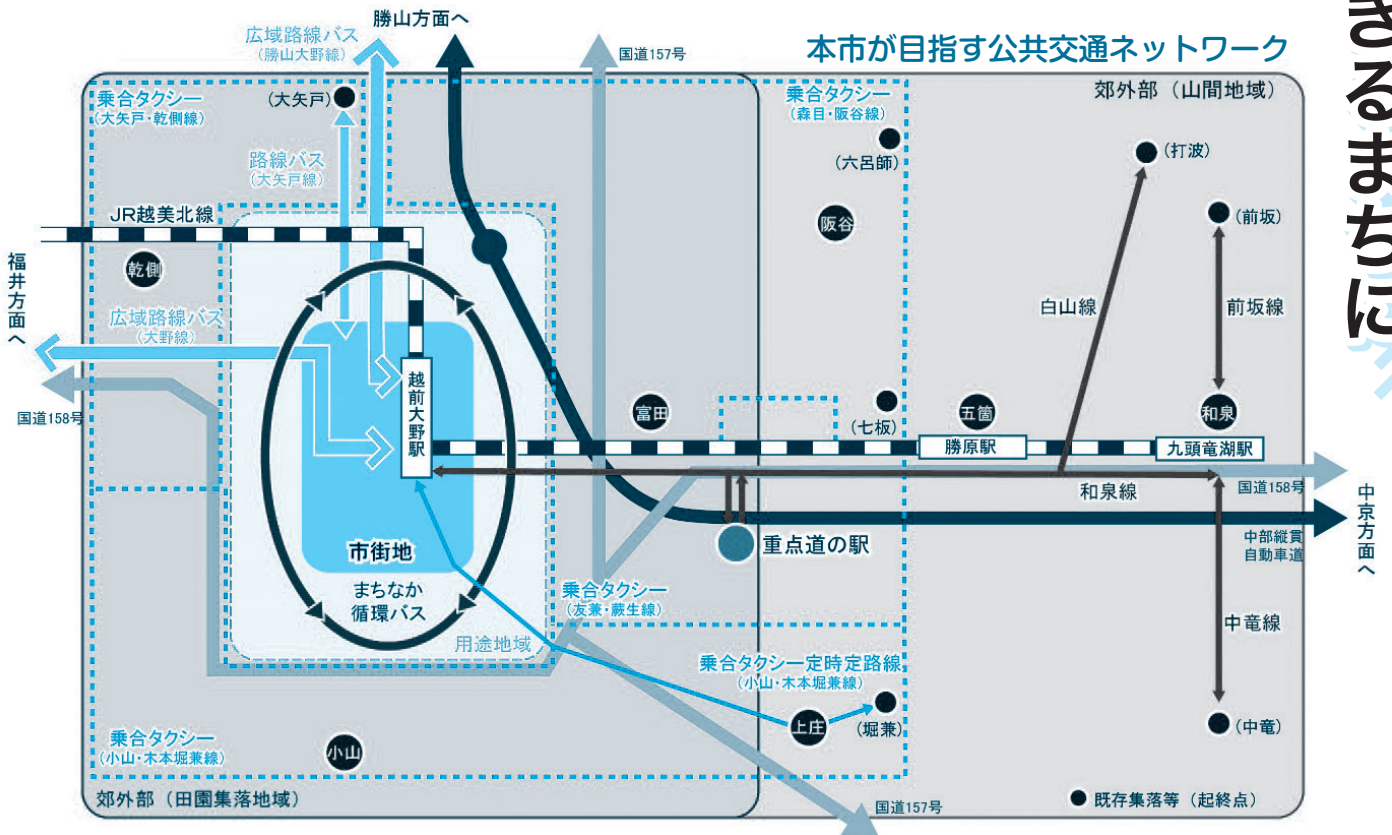 本市が目指す公共交通ネットワーク
きるまちに
勝山方面へ
広域路線バス
(勝山大野線)
国道157号
乗合タクシー
(大矢戸・乾側線)
(大矢戸)
路線バス
(大矢戸線)
乗合タクシー
(森目・阪谷線)
(六呂師)
郊外部（山間地域）
(打波)
(前坂)
JR越美北線
乾側
阪谷
福井方面へ
広域路線バス
(大野線)
白山線
前坂線
国道158号
越前大野駅
富田
(七板)
五箇
和泉
勝原駅
九頭竜湖駅
和泉線
国道158号
中部縦貫
自動車道
中京方面へ
重点道の駅
市街地
まちなか
循環バス
用途地域
乗合タクシー
(友兼・蕨生線)
中竜線
乗合タクシー定時定路線
(小山・木本堀兼線)
上庄
(堀兼)
(中竜)
乗合タクシー
(小山・木本堀兼線)
小山
郊外部（田園集落地域）
国道157号
既存集落等（起終点）